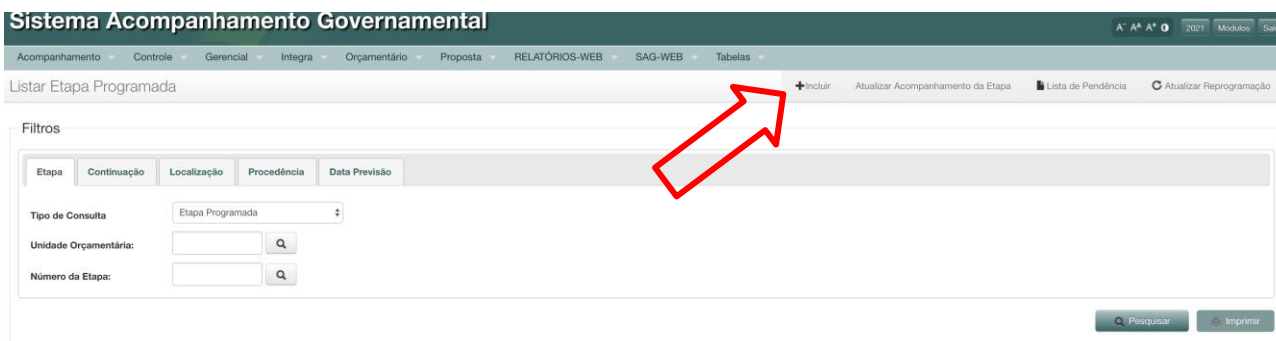 Sistema Acompanhamento Governamental
A- AA A+ 2021 Modulos
Acompanhamento Controle Gerencial Integra Orçamentário Proposta RELATÓRIOS-WEB SAG-WEB Tabelas
Listar Etapa Programada
+Incluir Atualizar Acompanhamento da Etapa Lista de Pendência Atualizar Reprogramação
Filtros
Etapa Continuação Localização Procedência Data Previsão
Tipo de Consulta Etapa Programada
Unidade Orçamentária:
Número da Etapa:
Pesquisar Imprimir